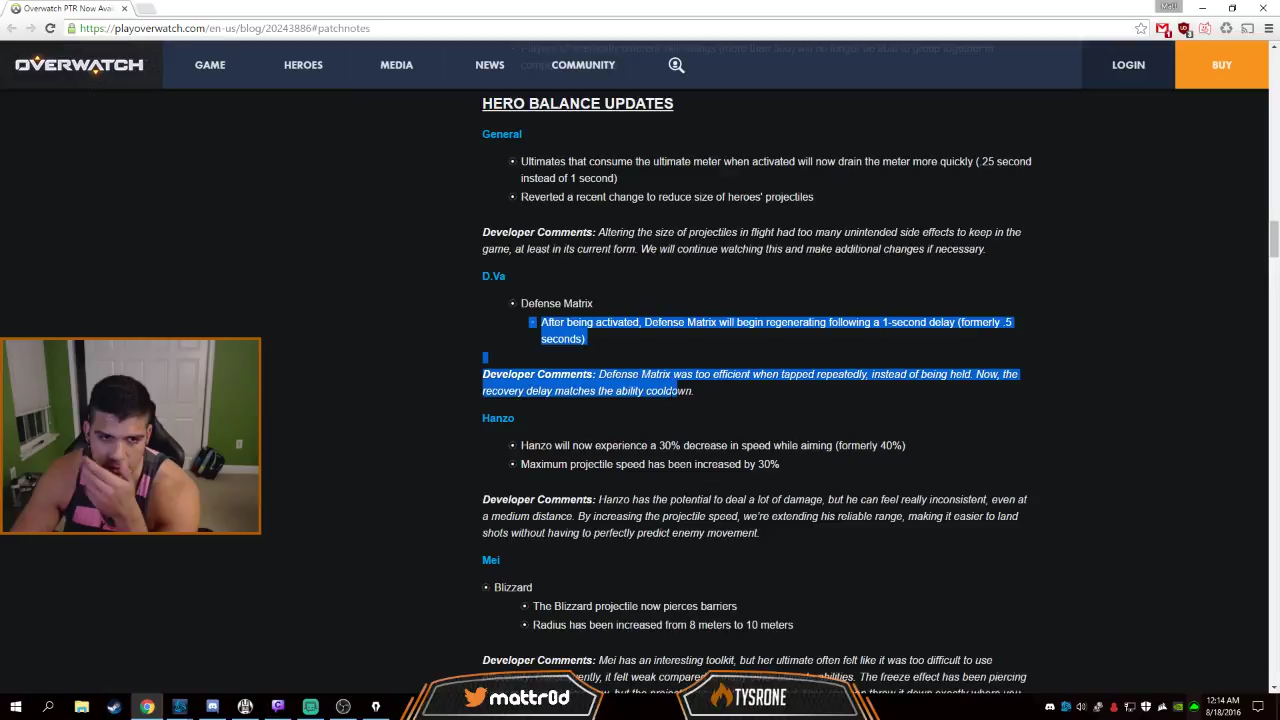 Overwatch PTR Now Avai
Matt
https://playoverwatch.com/en-us/blog/20243886#patchnotes
OVERWATCH
GAME
HEROES
MEDIA
NEWS
COMMUNITY
LOGIN
BUY
HERO BALANCE UPDATES
General
Ultimates that consume the ultimate meter when activated will now drain the meter more quickly (.25 second
instead of 1 second)
Reverted a recent change to reduce size of heroes' projectiles
Developer Comments: Altering the size of projectiles in flight had too many unintended side effects to keep in the
game, at least in its current form. We will continue watching this and make additional changes if necessary.
D.Va
Defense Matrix
After being activated, Defense Matrix will begin regenerating following a 1-second delay (formerly .5
seconds)
Developer Comments: Defense Matrix was too efficient when tapped repeatedly, instead of being held. Now, the
recovery delay matches the ability cooldown.
Hanzo
Hanzo will now experience a 30% decrease in speed while aiming (formerly 40%)
Maximum projectile speed has been increased by 30%
Developer Comments: Hanzo has the potential to deal a lot of damage, but he can feel really inconsistent, even at
a medium distance. By increasing the projectile speed, we're extending his reliable range, making it easier to land
shots without having to perfectly predict enemy movement.
Mei
Blizzard
The Blizzard projectile now pierces barriers
Radius has been increased from 8 meters to 10 meters
Developer Comments: Mei has an interesting toolkit, but her ultimate often felt like it was too difficult to use
it felt weak The freeze effect has been piercing
mattr0d
TYSRONE
12:14 AM
8/18/2016